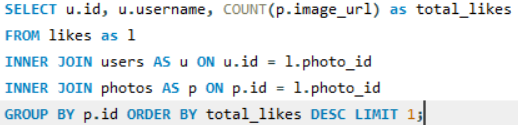 SELECT u.id, u.username, COUNT(p.image_url) as total_likes
FROM likes as l
INNER JOIN users AS u ON u.id = l.photo_id
INNER JOIN photos AS p ON p.id = l.photo_id
GROUP BY p.id ORDER BY total_likes DESC LIMIT 1;